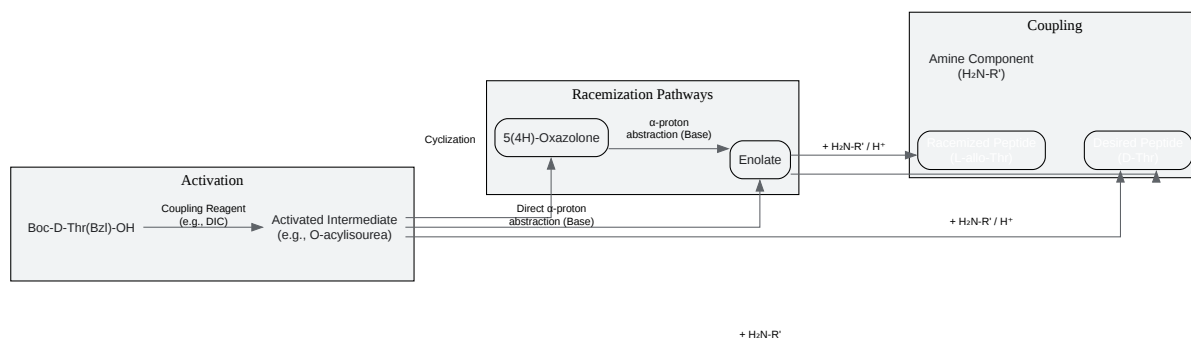 Coupling
Amine Component
(H₂N-R')
Racemization Pathways
Cyclization
5(4H)-Oxazolone
α-proton
abstraction (Base)
Enolate
+ H₂N-R' / H⁺
Racemized Peptide
(L-allo-Thr)
Desired Peptide
(D-Thr)
Activation
Boc-D-Thr(Bzl)-OH
Coupling Reagent
(e.g., DIC)
Activated Intermediate
(e.g., O-acylisourea)
Direct α-proton
abstraction (Base)
+ H₂N-R' / H⁺
+ H₂N-R'